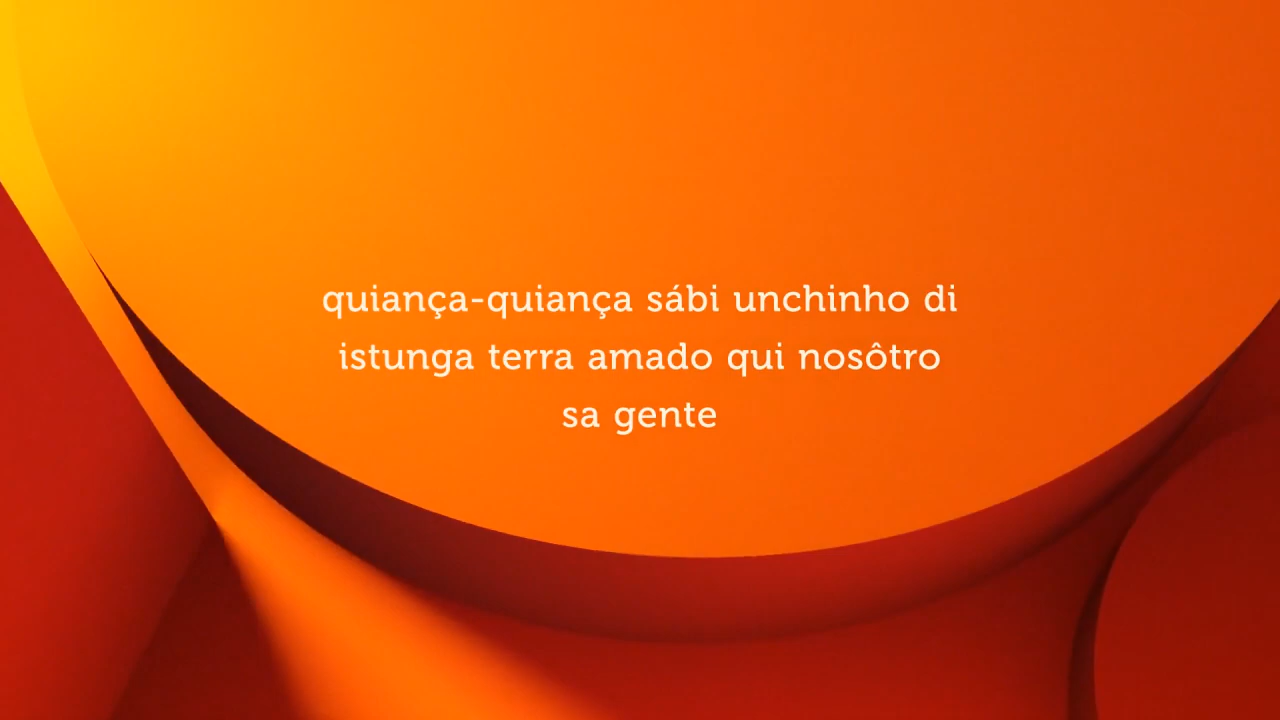 quiança-quiança sábi unchinho di
istunga terra amado qui nosôtro
sa gente